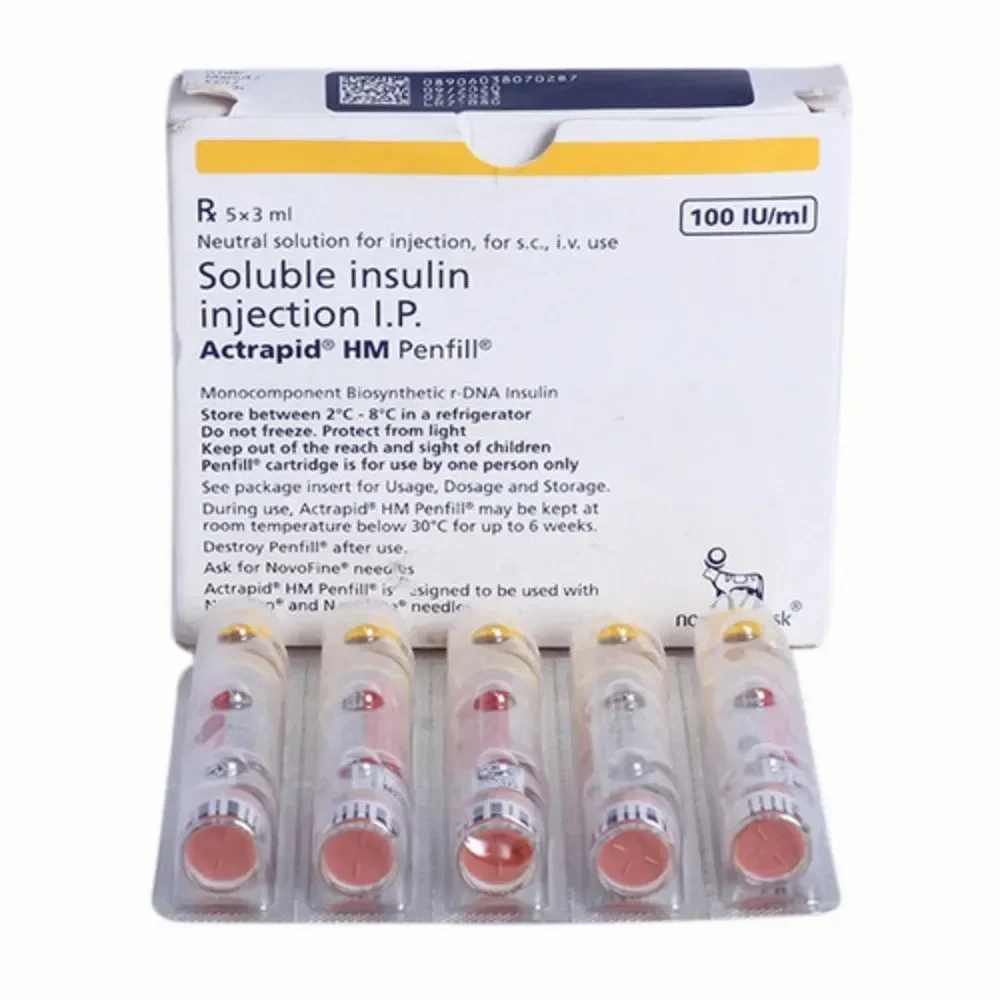 08906038070287
Rx 5×3 ml
100 IU/ml
Neutral solution for injection, for s.c., i.v. use
Soluble insulin
injection I.P.
Actrapid® HM Penfill®
Monocomponent Biosynthetic r-DNA Insulin
Store between 2°C - 8°C in a refrigerator
Do not freeze. Protect from light
Keep out of the reach and sight of children
Penfill® cartridge is for use by one person only
See package insert for Usage, Dosage and Storage.
During use, Actrapid® HM Penfill® may be kept at
room temperature below 30°C for up to 6 weeks.
Destroy Penfill® after use.
Ask for NovoFine® needles
Actrapid® HM Penfill® is designed to be used with
and